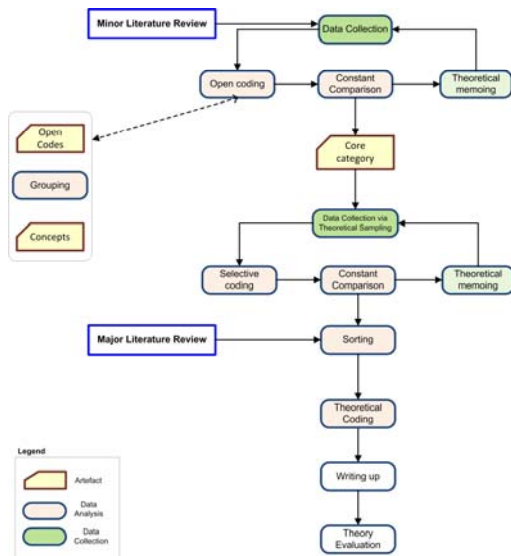 Minor Literature Review
Data Collection
Open coding
Constant
Comparison
Theoretical
memoing
Open
Codes
Grouping
Concepts
Core
category
Data Collection via
Theoretical Sampling
Selective
coding
Constant
Comparison
Theoretical
memoing
Major Literature Review
Sorting
Theoretical
Coding
Writing up
Theory
Evaluation
Legend
Artefact
Data
Analysis
Data
Collection